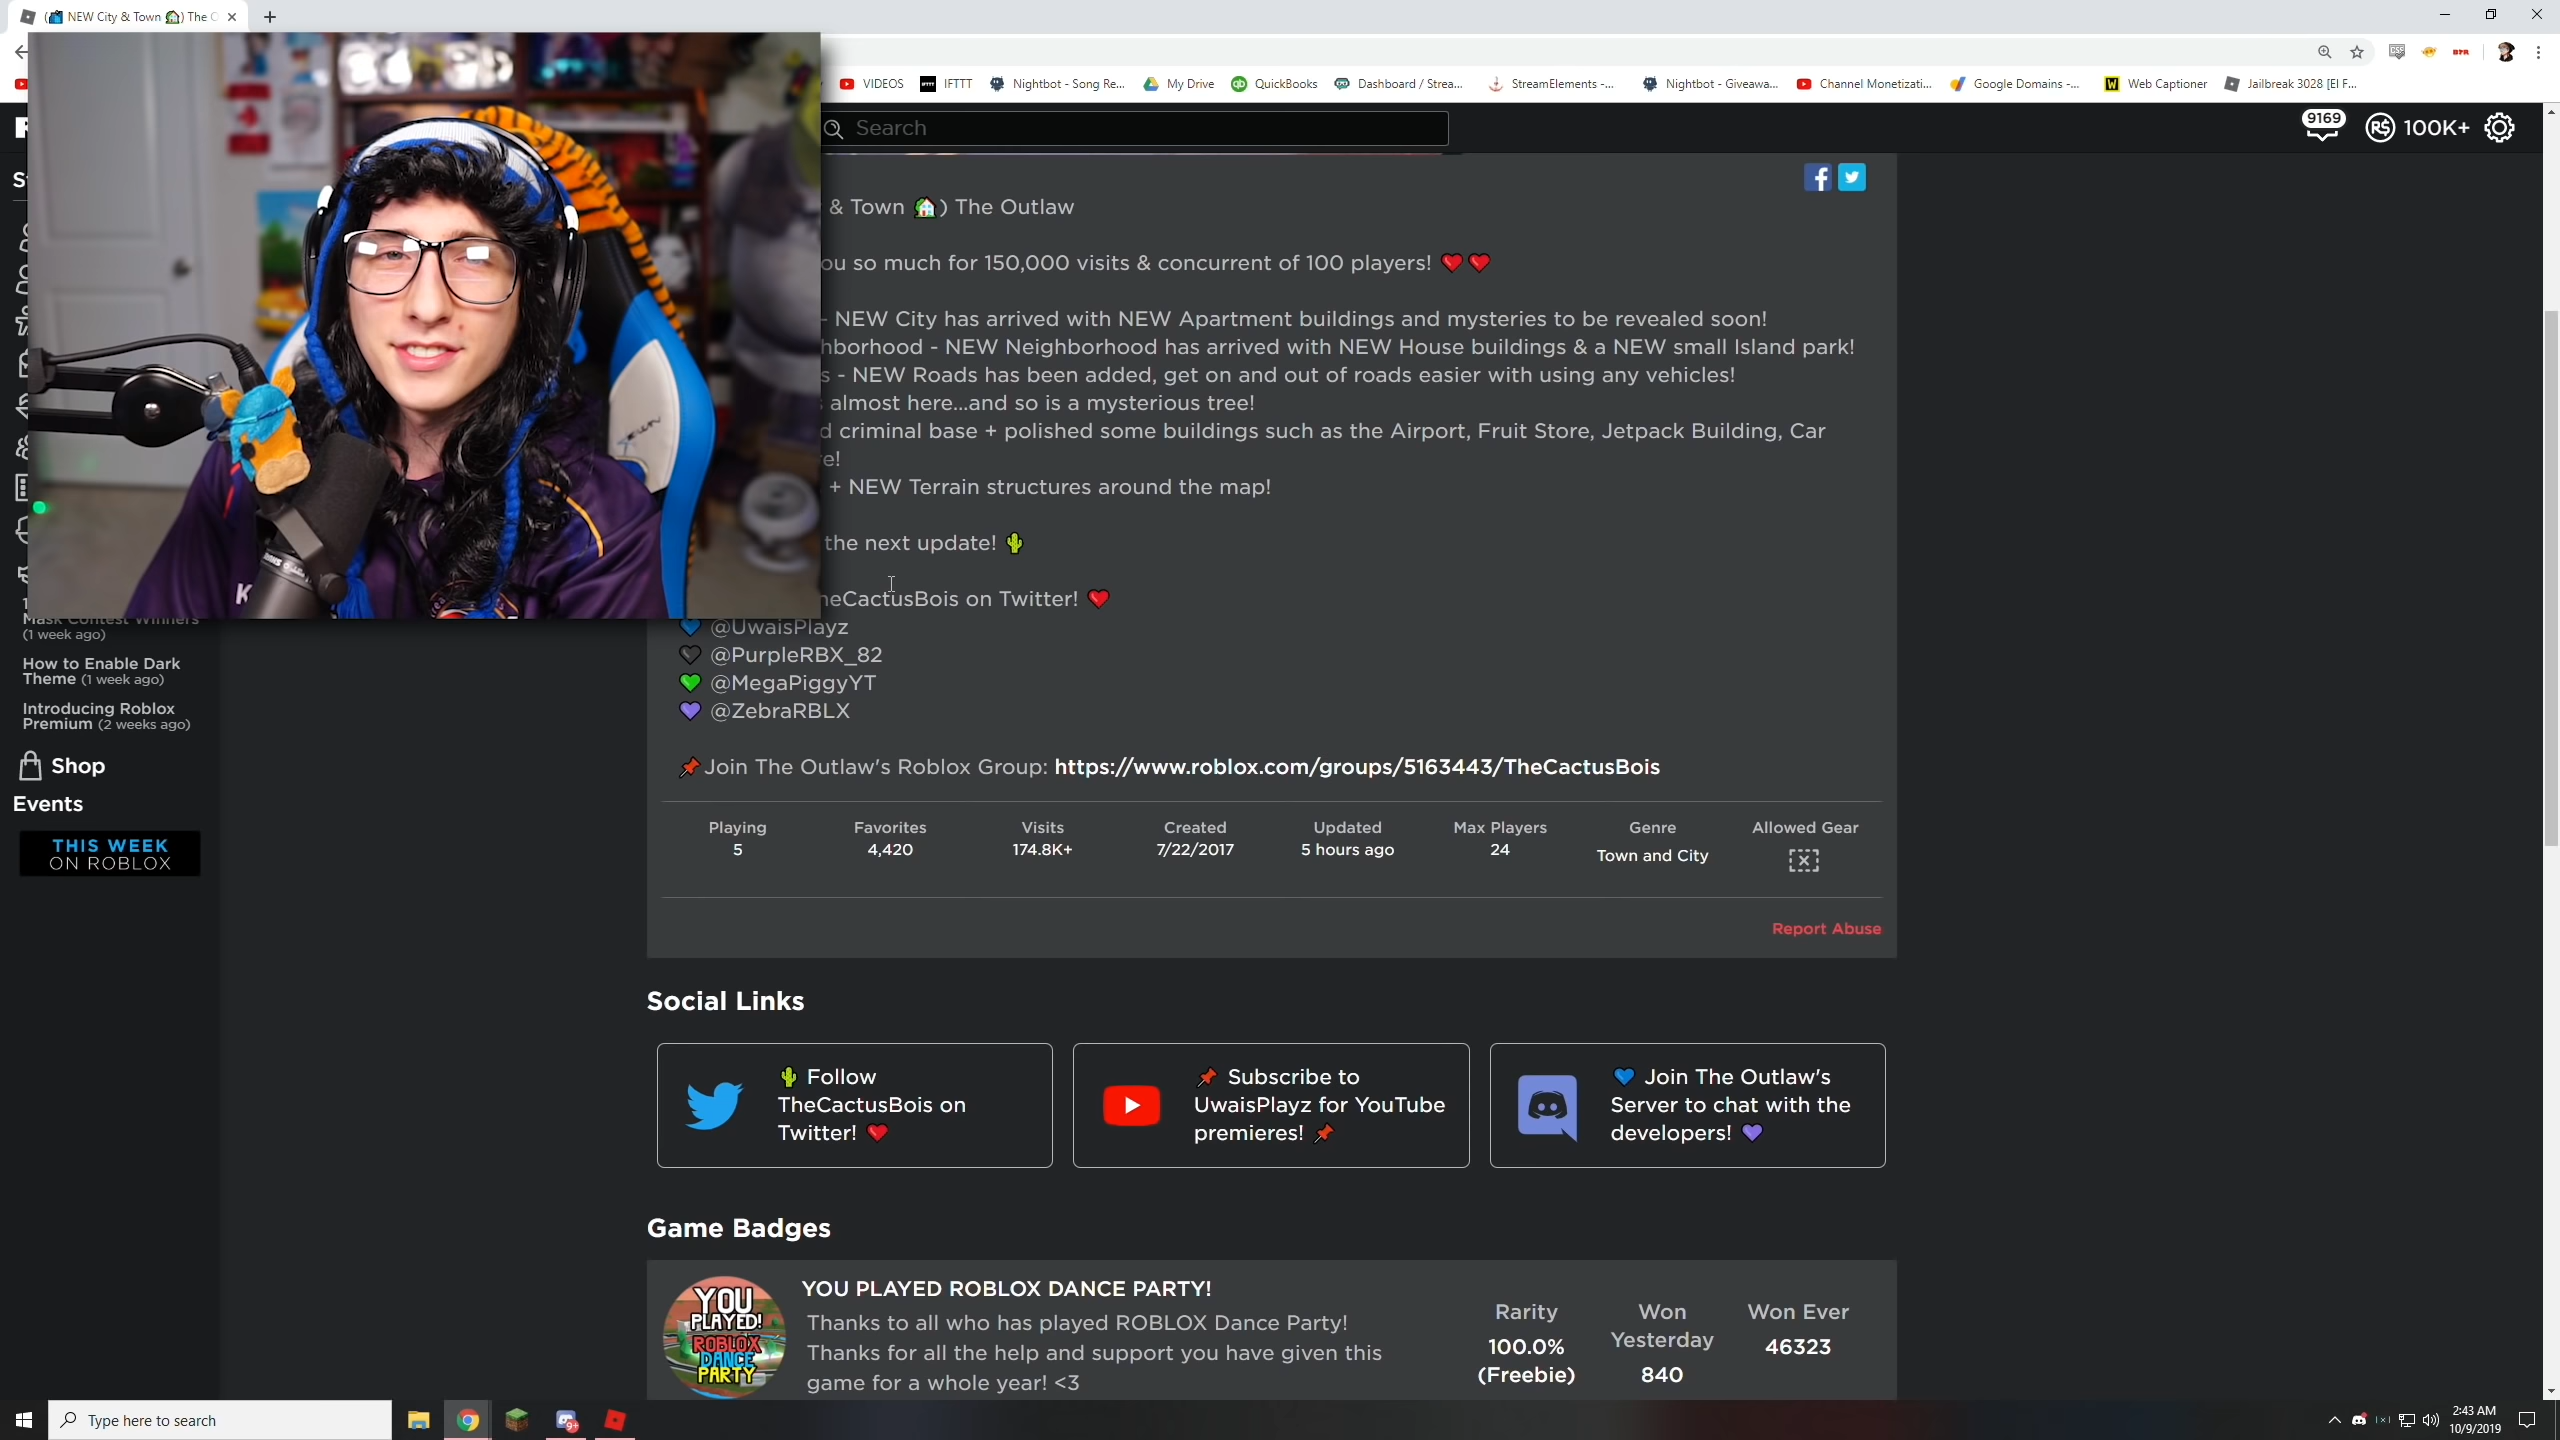 NEW City & Town
) The
VIDEOS
IFTTT
Nightbot - Song Re...
My Drive
QuickBooks
Dashboard / Strea...
StreamElements -...
Nightbot - Giveawa...
Channel Monetizati...
Google Domains -...
Web Captioner
Jailbreak 3028 [El F...
Search
9169
100K+
& Town 🏠) The Outlaw
ou so much for 150,000 visits & concurrent of 100 players! ❤️❤️
- NEW City has arrived with NEW Apartment buildings and mysteries to be revealed soon!
hborhood - NEW Neighborhood has arrived with NEW House buildings & a NEW small Island park!
s - NEW Roads has been added, get on and out of roads easier with using any vehicles!
almost here...and so is a mysterious tree!
d criminal base + polished some buildings such as the Airport, Fruit Store, Jetpack Building, Car
re!
+ NEW Terrain structures around the map!
the next update! 🌵
heCactusBois on Twitter! ❤️
💙 @UwaisPlayz
🖤 @PurpleRBX_82
💚 @MegaPiggyYT
💜 @ZebraRBLX
📌Join The Outlaw's Roblox Group: https://www.roblox.com/groups/5163443/TheCactusBois
Mask Contest Winners
(1 week ago)
How to Enable Dark
Theme (1 week ago)
Introducing Roblox
Premium (2 weeks ago)
Shop
Events
THIS WEEK
ON ROBLOX
Playing
5
Favorites
4,420
Visits
174.8K+
Created
7/22/2017
Updated
5 hours ago
Max Players
24
Genre
Town and City
Allowed Gear
Report Abuse
Social Links
🌵 Follow
TheCactusBois on
Twitter! ❤️
📌 Subscribe to
UwaisPlayz for YouTube
premieres! 📌
💙 Join The Outlaw's
Server to chat with the
developers! 💜
Game Badges
YOU
PLAYED!
ROBLOX
DANCE
PARTY
YOU PLAYED ROBLOX DANCE PARTY!
Thanks to all who has played ROBLOX Dance Party!
Thanks for all the help and support you have given this
game for a whole year! <3
Rarity
100.0%
(Freebie)
Won
Yesterday
840
Won Ever
46323
Type here to search
2:43 AM
10/9/2019